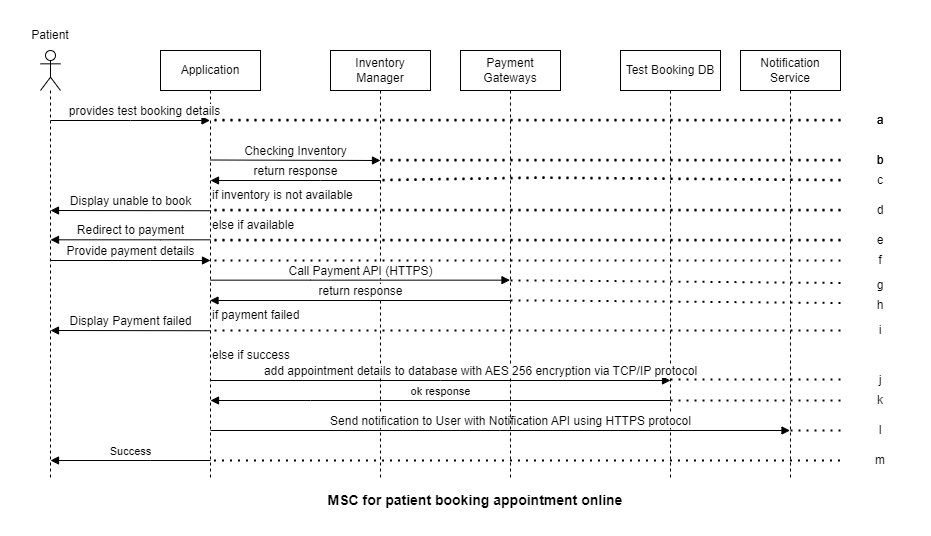 Patient
Application
Inventory
Manager
Payment
Gateways
Test Booking DB
Notification
Service
provides test booking details
a
Checking Inventory
b
return response
c
if inventory is not available
Display unable to book
d
else if available
Redirect to payment
e
Provide payment details
f
Call Payment API (HTTPS)
g
return response
h
if payment failed
Display Payment failed
i
else if success
add appointment details to database with AES 256 encryption via TCP/IP protocol
j
ok response
k
Send notification to User with Notification API using HTTPS protocol
l
Success
m
MSC for patient booking appointment online